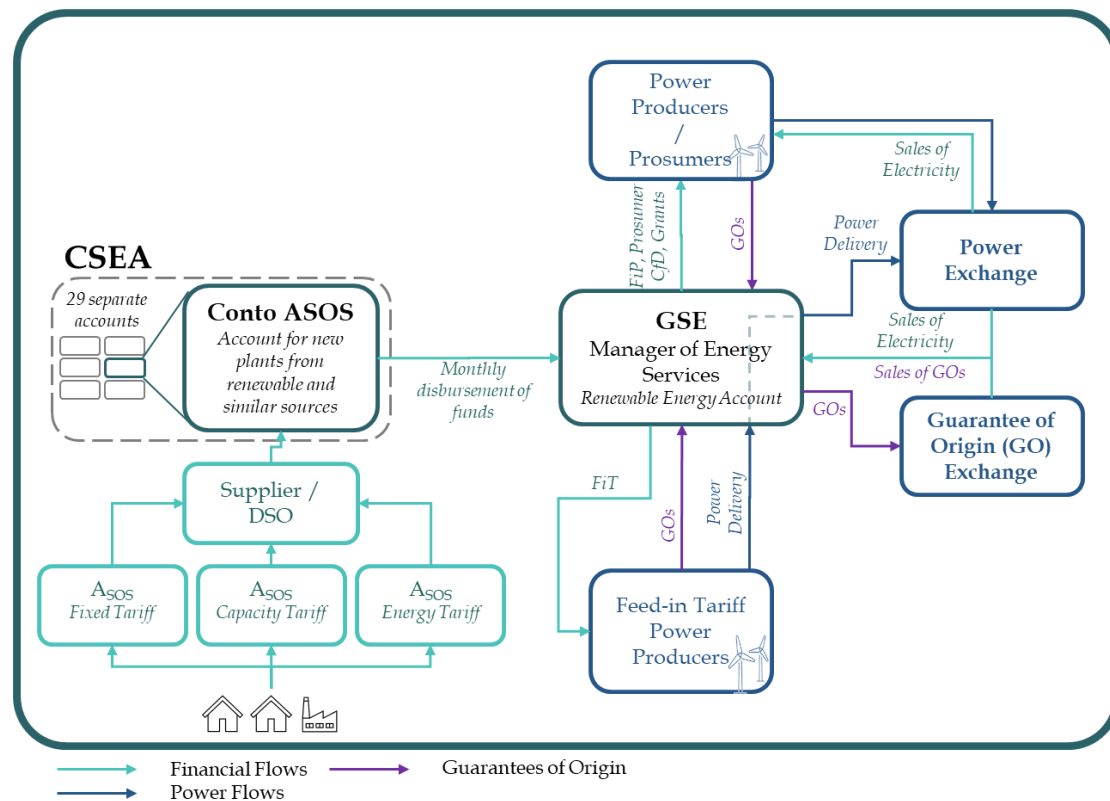 Power
Producers
/
Prosumers
Sales of
Electricity
FiP, Prosumer
CfD, Grants
GOs
Power
Delivery
Power
Exchange
CSEA
29 separate
accounts
Conto ASOS
Account for new
plants from
renewable and
similar sources
Monthly
disbursement of
funds
GSE
Manager of Energy
Services
Renewable Energy Account
Sales of
Electricity
Sales of GOs
GOs
Guarantee of
Origin (GO)
Exchange
Supplier /
DSO
FiT
GOs
Power
Delivery
ASOS
Fixed Tariff
ASOS
Capacity Tariff
ASOS
Energy Tariff
Feed-in Tariff
Power
Producers
Financial Flows
Guarantees of Origin
Power Flows